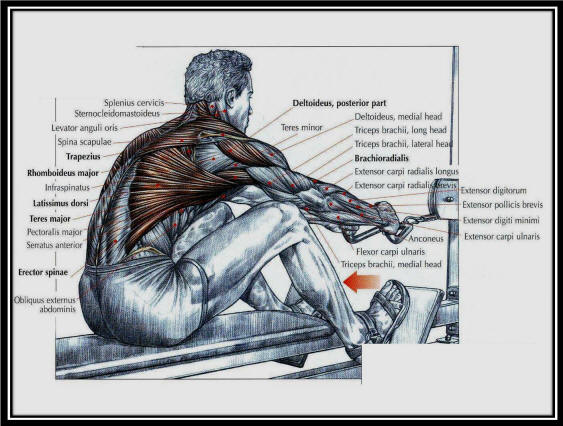 Splenius cervicis
Sternocleidomastoideus
Levator anguli oris
Spina scapulae
Trapezius
Rhomboideus major
Infraspinatus
Latissimus dorsi
Teres major
Pectoralis major
Serratus anterior
Erector spinae
Obliquus externus
abdominis
Deltoideus, posterior part
Teres minor
Deltoideus, medial head
Triceps brachii, long head
Triceps brachii, lateral head
Brachioradialis
Extensor carpi radialis longus
Extensor carpi radialis brevis
Extensor digitorum
Extensor pollicis brevis
Extensor digiti minimi
Extensor carpi ulnaris
Anconeus
Flexor carpi ulnaris
Triceps brachii, medial head